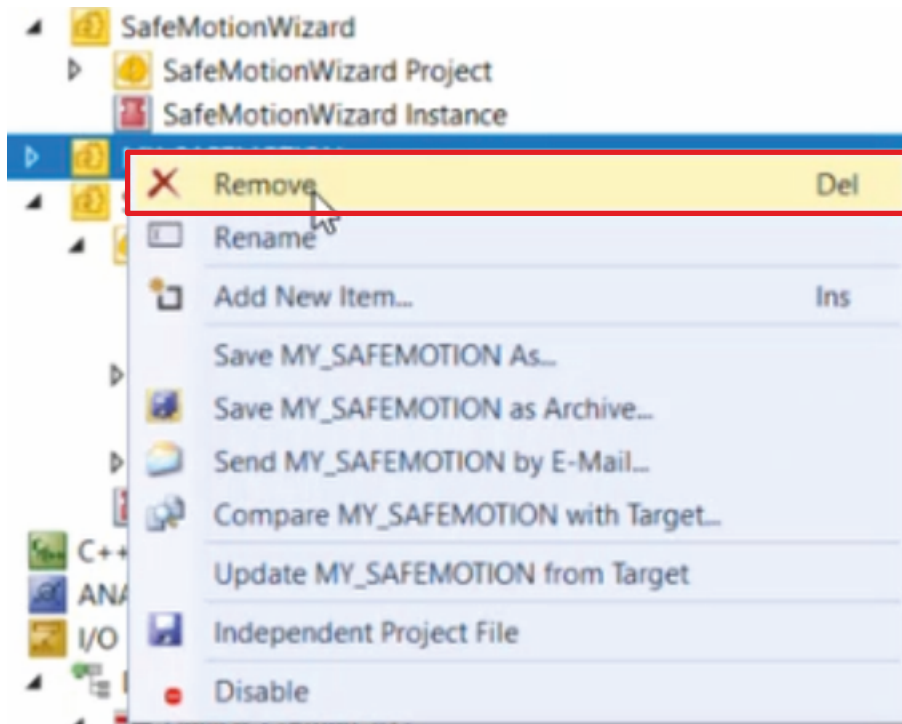 SafeMotionWizard
SafeMotionWizard Project
SafeMotionWizard Instance
Remove Del
Rename
Add New Item... Ins
Save MY_SAFEMOTION As...
Save MY_SAFEMOTION as Archive...
Send MY_SAFEMOTION by E-Mail...
Compare MY_SAFEMOTION with Target...
C++
Update MY_SAFEMOTION from Target
ANA
I/O
Independent Project File
Disable